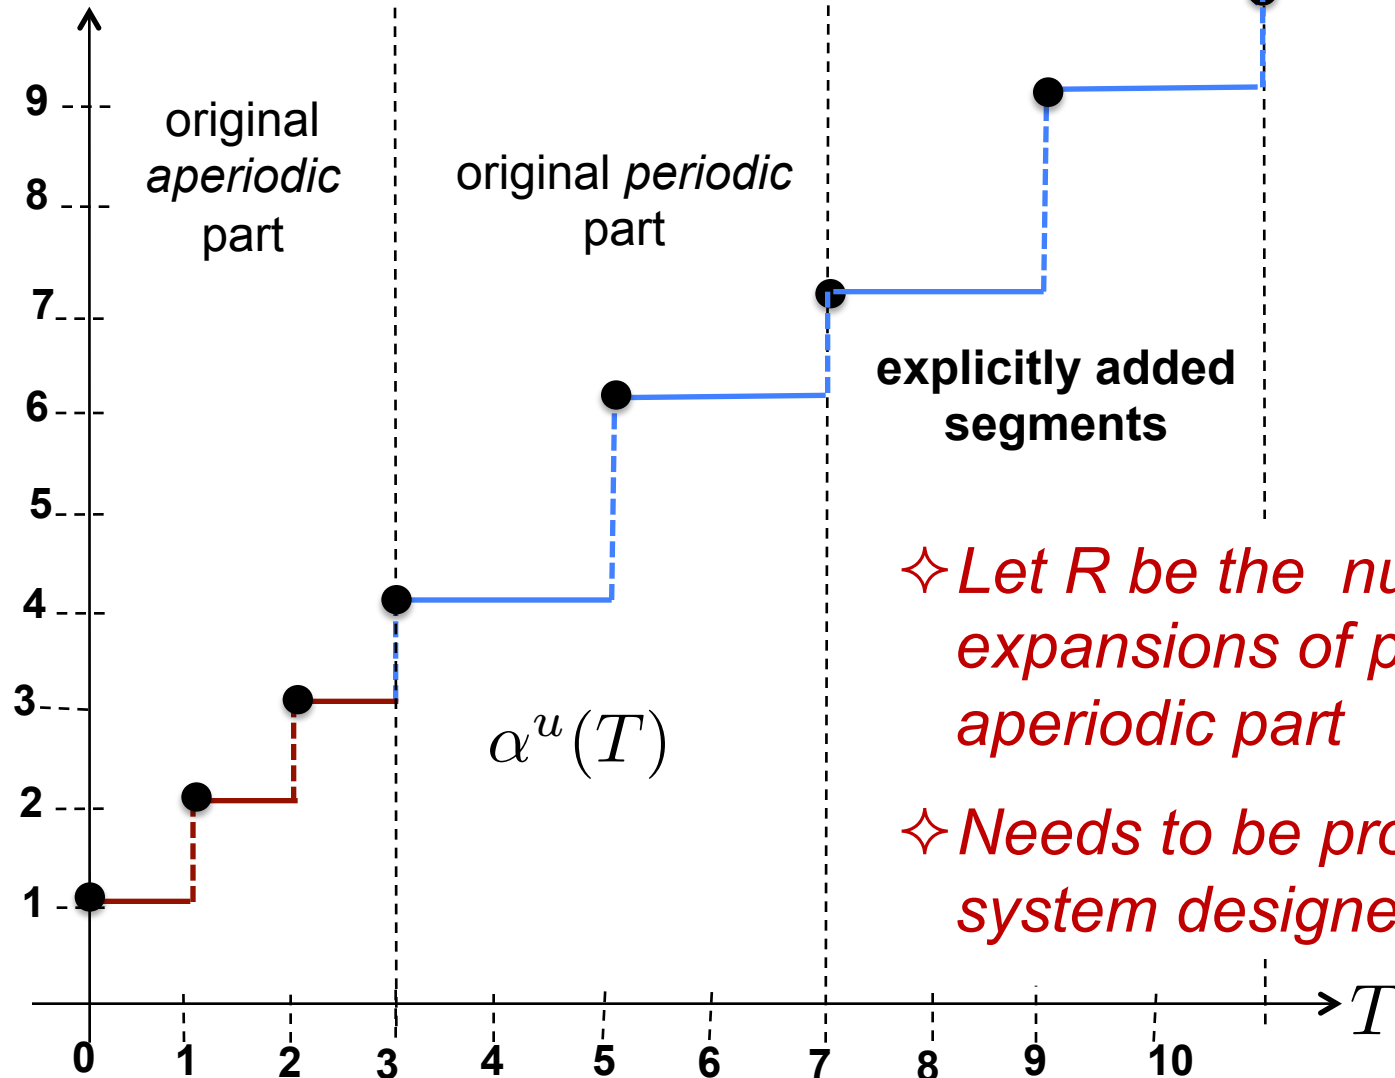 9
8
7
6
5
4
3
2
1
original
aperiodic
part
original periodic
part
explicitly added
segments
αᵘ(T)
✧Let R be the
expansions of
aperiodic part
✧Needs to be
system
0 1 2 3 4 5 6 7 8 9 10
T